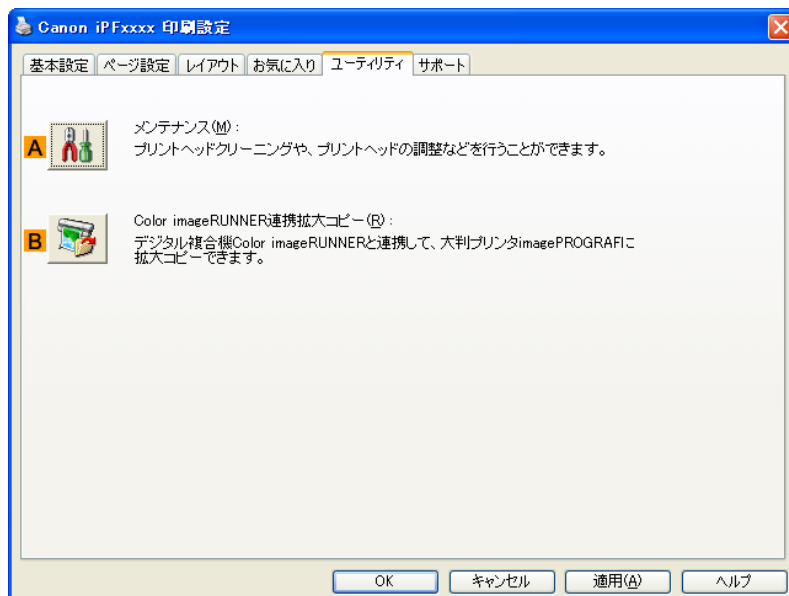 Canon iPFxxxx 印刷設定
基本設定 ページ設定 レイアウト お気に入り ユーティリティ サポート
A
メンテナンス(M) :
プリントヘッドクリーニングや、プリントヘッドの調整などを行うことができます。
B
Color imageRUNNER連携拡大コピー(R) :
デジタル複合機Color imageRUNNERと連携して、大判プリンタimagePROGRAFに
拡大コピーできます。
OK キャンセル 適用(A) ヘルプ